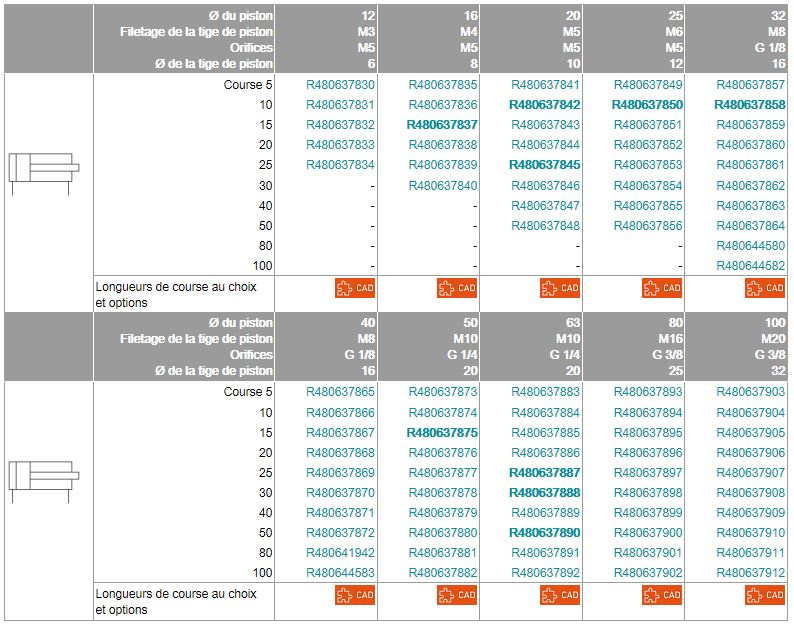 Ø du piston 12 16 20 25 32
Filetage de la tige de piston M3 M4 M5 M6 M8
Orifices M5 M5 M5 M5 G 1/8
Ø de la tige de piston 6 8 10 12 16
Course 5 R480637830 R480637835 R480637841 R480637849 R480637857
10 R480637831 R480637836 R480637842 R480637850 R480637858
15 R480637832 R480637837 R480637843 R480637851 R480637859
20 R480637833 R480637838 R480637844 R480637852 R480637860
25 R480637834 R480637839 R480637845 R480637853 R480637861
30 - R480637840 R480637846 R480637854 R480637862
40 - - R480637847 R480637855 R480637863
50 - - R480637848 R480637856 R480637864
80 - - - - R480644580
100 - - - - R480644582
Longueurs de course au choix CAD CAD CAD CAD CAD
et options
Ø du piston 40 50 63 80 100
Filetage de la tige de piston M8 M10 M10 M16 M20
Orifices G 1/8 G 1/4 G 1/4 G 3/8 G 3/8
Ø de la tige de piston 16 20 20 25 32
Course 5 R480637865 R480637873 R480637883 R480637893 R480637903
10 R480637866 R480637874 R480637884 R480637894 R480637904
15 R480637867 R480637875 R480637885 R480637895 R480637905
20 R480637868 R480637876 R480637886 R480637896 R480637906
25 R480637869 R480637877 R480637887 R480637897 R480637907
30 R480637870 R480637878 R480637888 R480637898 R480637908
40 R480637871 R480637879 R480637889 R480637899 R480637909
50 R480637872 R480637880 R480637890 R480637900 R480637910
80 R480641942 R480637881 R480637891 R480637901 R480637911
100 R480644583 R480637882 R480637892 R480637902 R480637912
Longueurs de course au choix CAD CAD CAD CAD CAD
et options